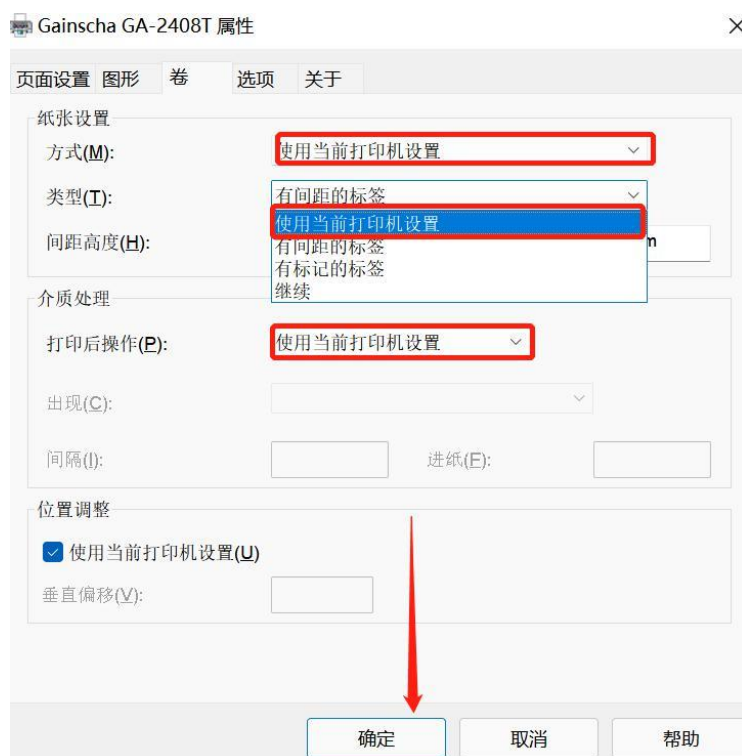 Gainscha GA-2408T 属性
页面设置 图形 卷 选项 关于
纸张设置
方式(M): 使用当前打印机设置
类型(T): 有间距的标签
使用当前打印机设置
间距高度(H): 有间距的标签 m
有标记的标签
继续
介质处理
打印后操作(P): 使用当前打印机设置
出现(C):
间隔(I): 进纸(F):
位置调整
使用当前打印机设置(U)
垂直偏移(V):
确定 取消 帮助